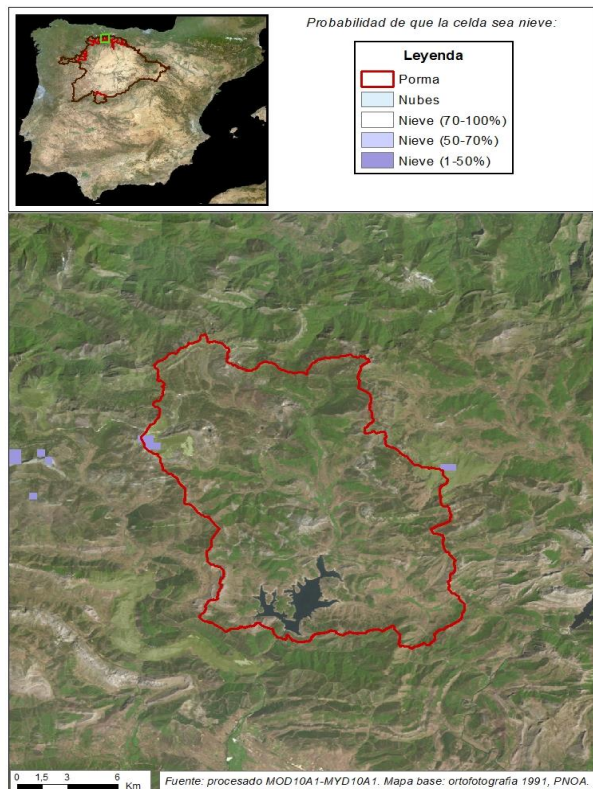 Probabilidad de que la celda sea nieve:
Leyenda
Porma
Nubes
Nieve (70-100%)
Nieve (50-70%)
Nieve (1-50%)
0 1,5 3 6
Km
Fuente: procesado MOD10A1-MYD10A1. Mapa base: ortofotografía 1991, PNOA.